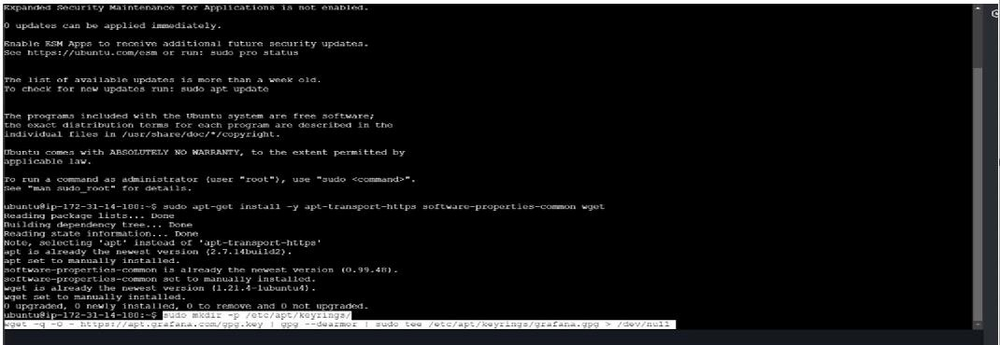 Expanded Security Maintenance for Applications is not enabled.
0 updates can be applied immediately.
Enable ESM Apps to receive additional future security updates.
See https://ubuntu.com/esm or run: sudo pro status
The list of available updates is more than a week old.
To check for new updates run: sudo apt update
The programs included with the Ubuntu system are free software;
the exact distribution terms for each program are described in the
individual files in /usr/share/doc/*/copyright.
Ubuntu comes with ABSOLUTELY NO WARRANTY, to the extent permitted by
applicable law.
To run a command as administrator (user "root"), use "sudo <command>".
See "man sudo_root" for details.
ubuntu@ip-172-31-14-188:~$ sudo apt-get install -y apt-transport-https software-properties-common wget
Reading package lists... Done
Building dependency tree... Done
Reading state information... Done
Note, selecting 'apt' instead of 'apt-transport-https'
apt is already the newest version (2.7.14build2).
apt set to manually installed.
software-properties-common is already the newest version (0.99.48).
software-properties-common set to manually installed.
wget is already the newest version (1.21.4-1ubuntu4).
wget set to manually installed.
0 upgraded, 0 newly installed, 0 to remove and 0 not upgraded.
ubuntu@ip-172-31-14-188:~$ sudo mkdir -p /etc/apt/keyrings/
wget -q -O - https://apt.grafana.com/gpg.key | gpg --dearmor | sudo tee /etc/apt/keyrings/grafana.gpg > /dev/null